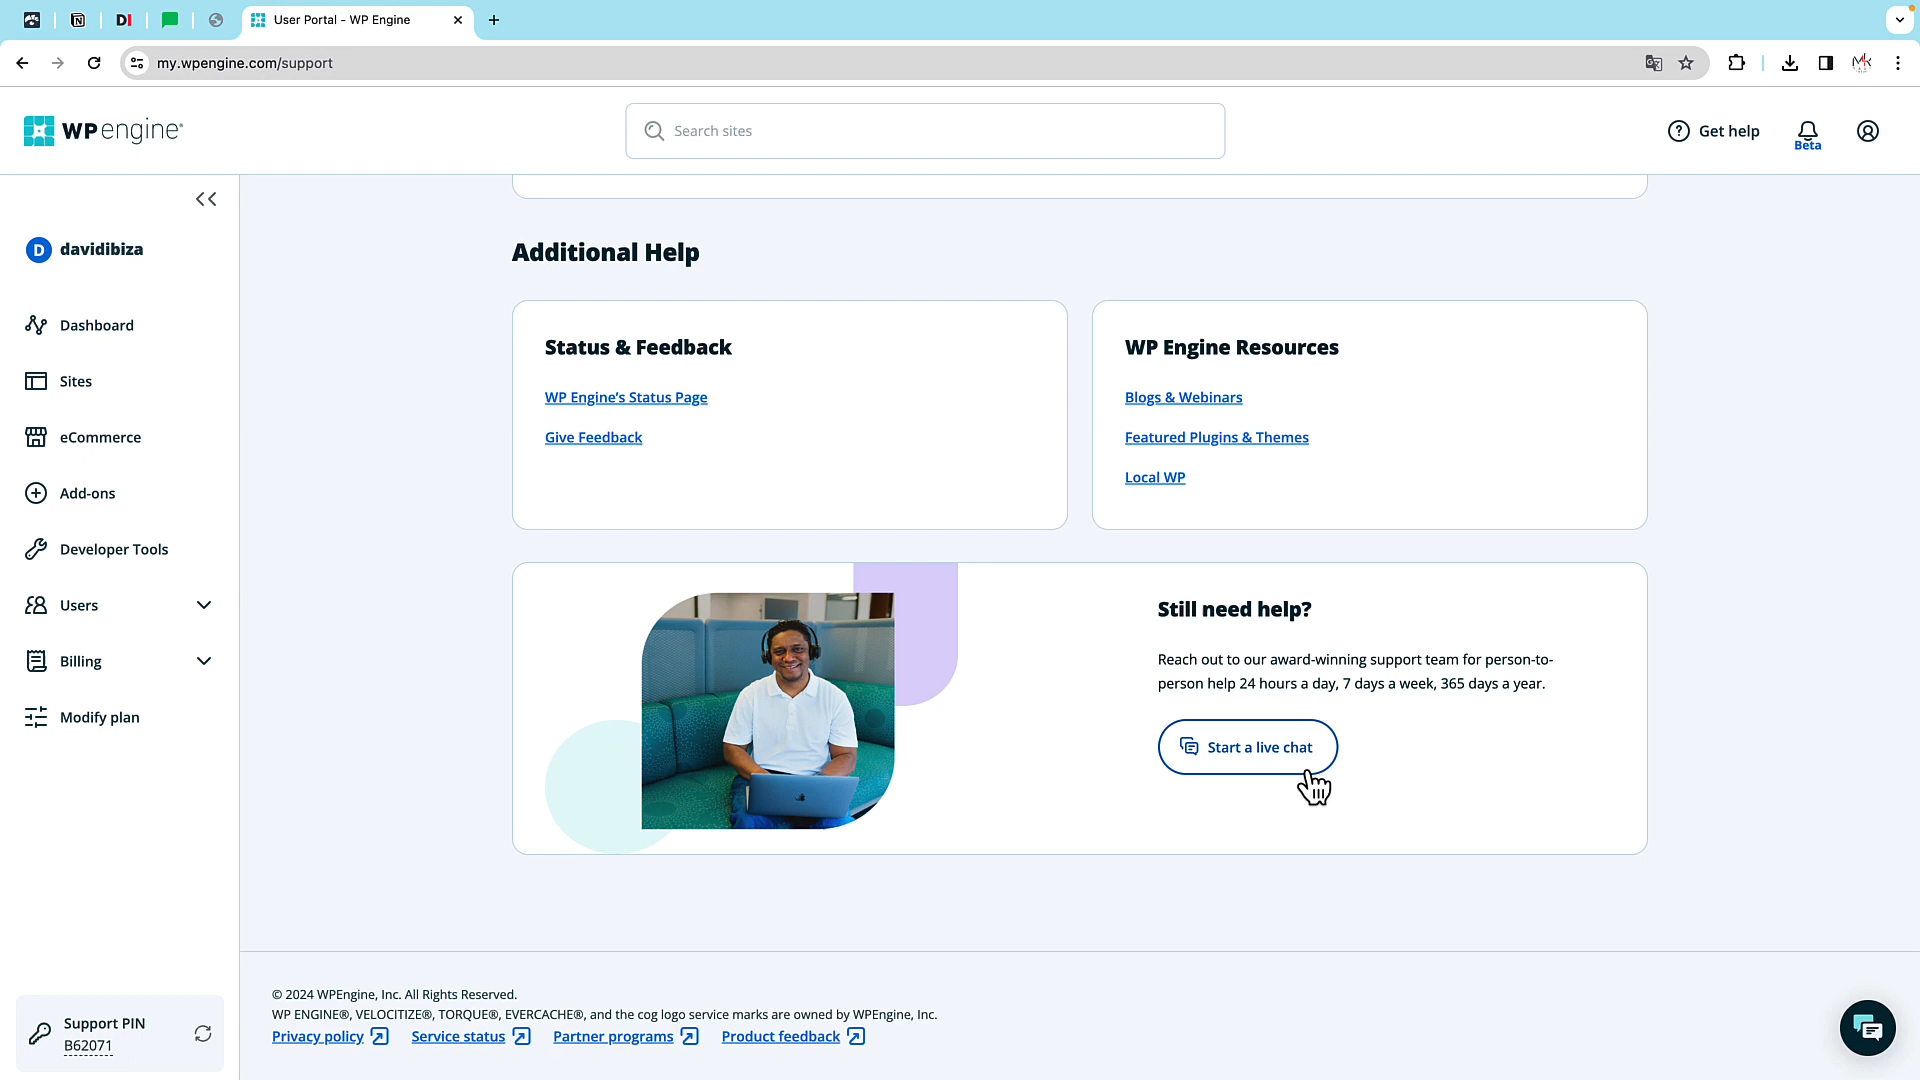 DI
User Portal - WP Engine
my.wpengine.com/support
MK
WP engine®
Search sites
Get help
Beta
D davidibiza
Dashboard
Sites
eCommerce
Add-ons
Developer Tools
Users
Billing
Modify plan
Support PIN
B62071
Additional Help
Status & Feedback
WP Engine’s Status Page
Give Feedback
WP Engine Resources
Blogs & Webinars
Featured Plugins & Themes
Local WP
Still need help?
Reach out to our award-winning support team for person-to-
person help 24 hours a day, 7 days a week, 365 days a year.
Start a live chat
© 2024 WPEngine, Inc. All Rights Reserved.
WP ENGINE®, VELOCITIZE®, TORQUE®, EVERCACHE®, and the cog logo service marks are owned by WPEngine, Inc.
Privacy policy Service status Partner programs Product feedback